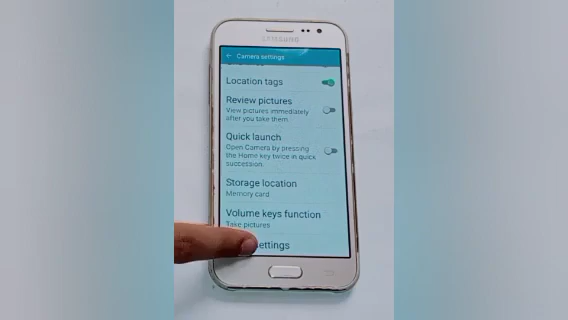 SAMSUNG
Camera settings
Location tags
Review pictures
View pictures immediately
after you take them.
Quick launch
Open Camera by pressing
the Home key twice in quick
succession.
Storage location
Memory card
Volume keys function
Take pictures
settings